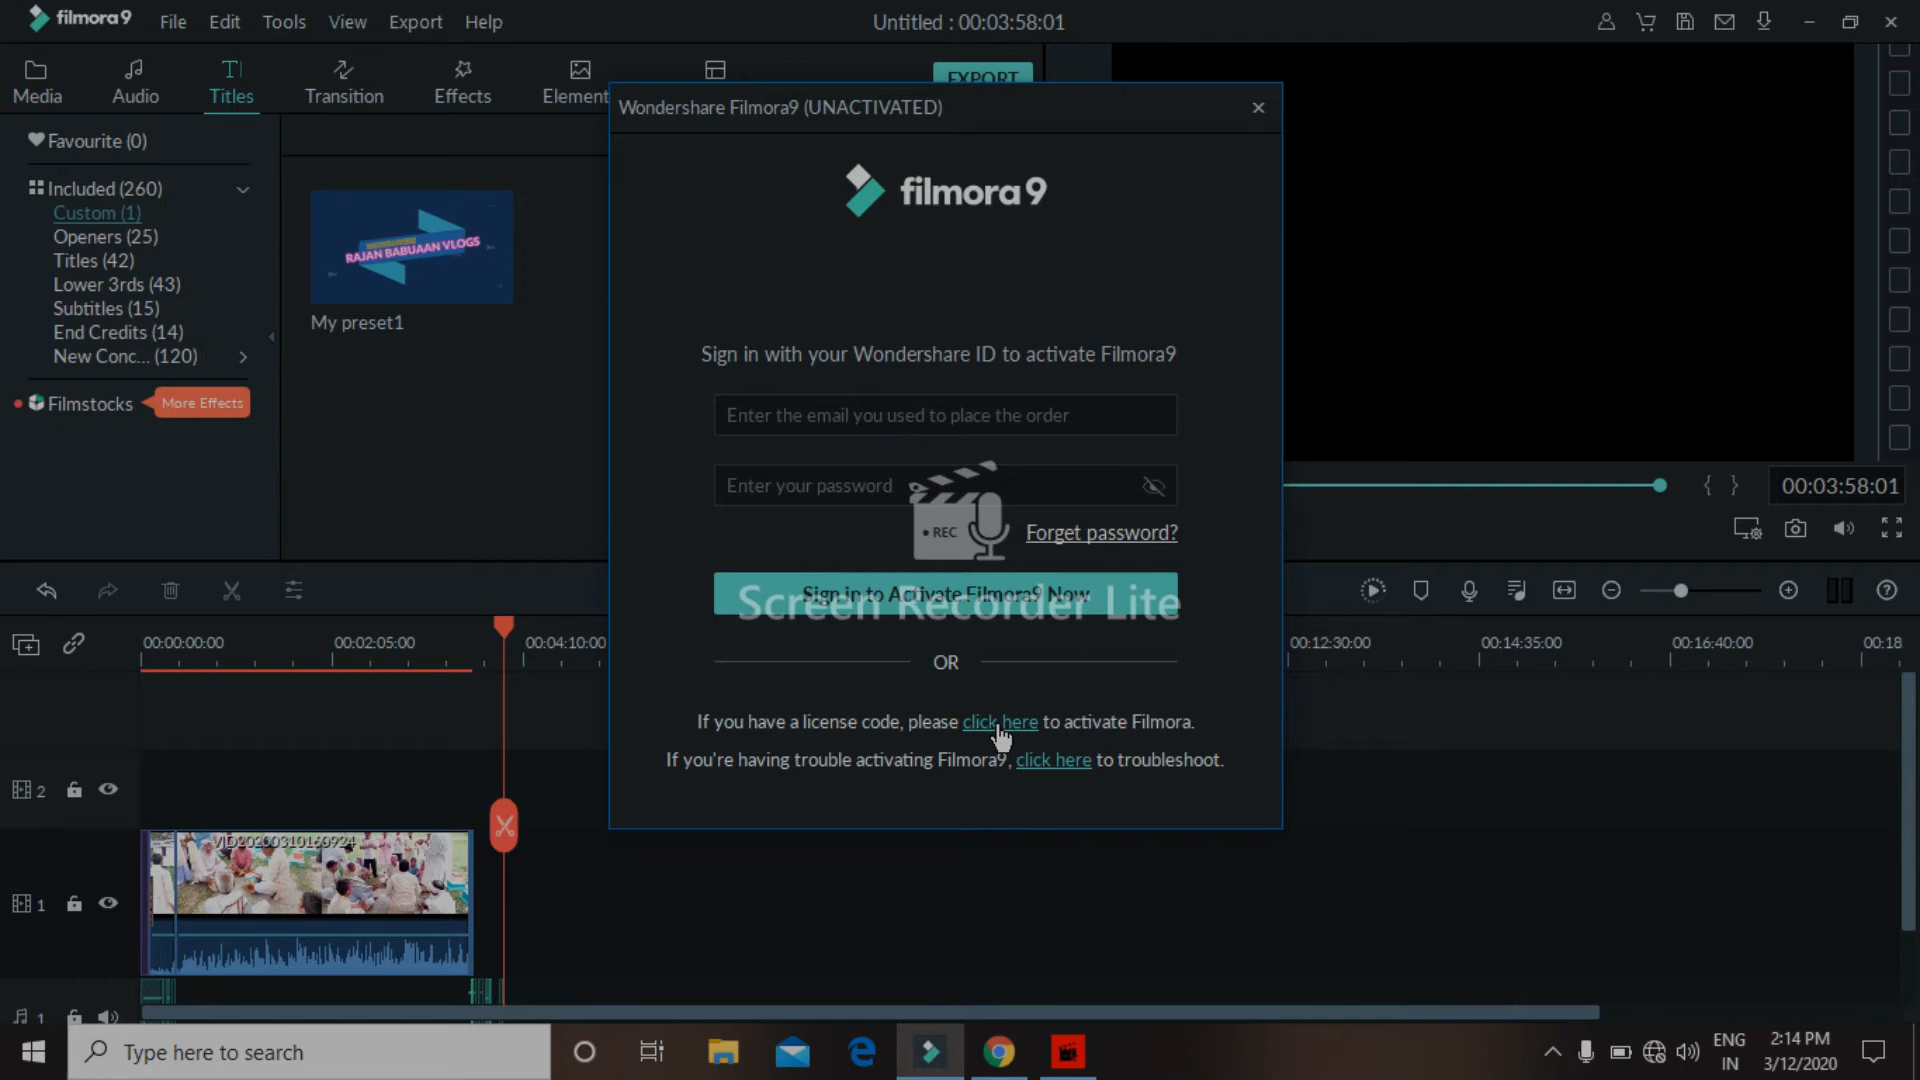 filmora9
File Edit Tools View Export Help
Untitled : 00:03:58:01
Media
Audio
Titles
Transition
Effects
Element
EXPORT
Favourite (0)
Included (260)
Custom (1)
Openers (25)
Titles (42)
Lower 3rds (43)
Subtitles (15)
End Credits (14)
New Conc... (120)
Filmstocks
More Effects
RAJAN BABUAAN VLOGS
My preset1
Wondershare Filmora9 (UNACTIVATED)
filmora9
Sign in with your Wondershare ID to activate Filmora9
Enter the email you used to place the order
Enter your password
• REC
Forget password?
Sign in to Activate Filmora9 Now
Screen Recorder Lite
OR
If you have a license code, please click here to activate Filmora.
If you're having trouble activating Filmora9, click here to troubleshoot.
{ }
00:03:58:01
00:00:00:00
00:02:05:00
00:04:10:00
00:12:30:00
00:14:35:00
00:16:40:00
00:18
2
VID20200310160924
1
1
Type here to search
ENG
IN
2:14 PM
3/12/2020